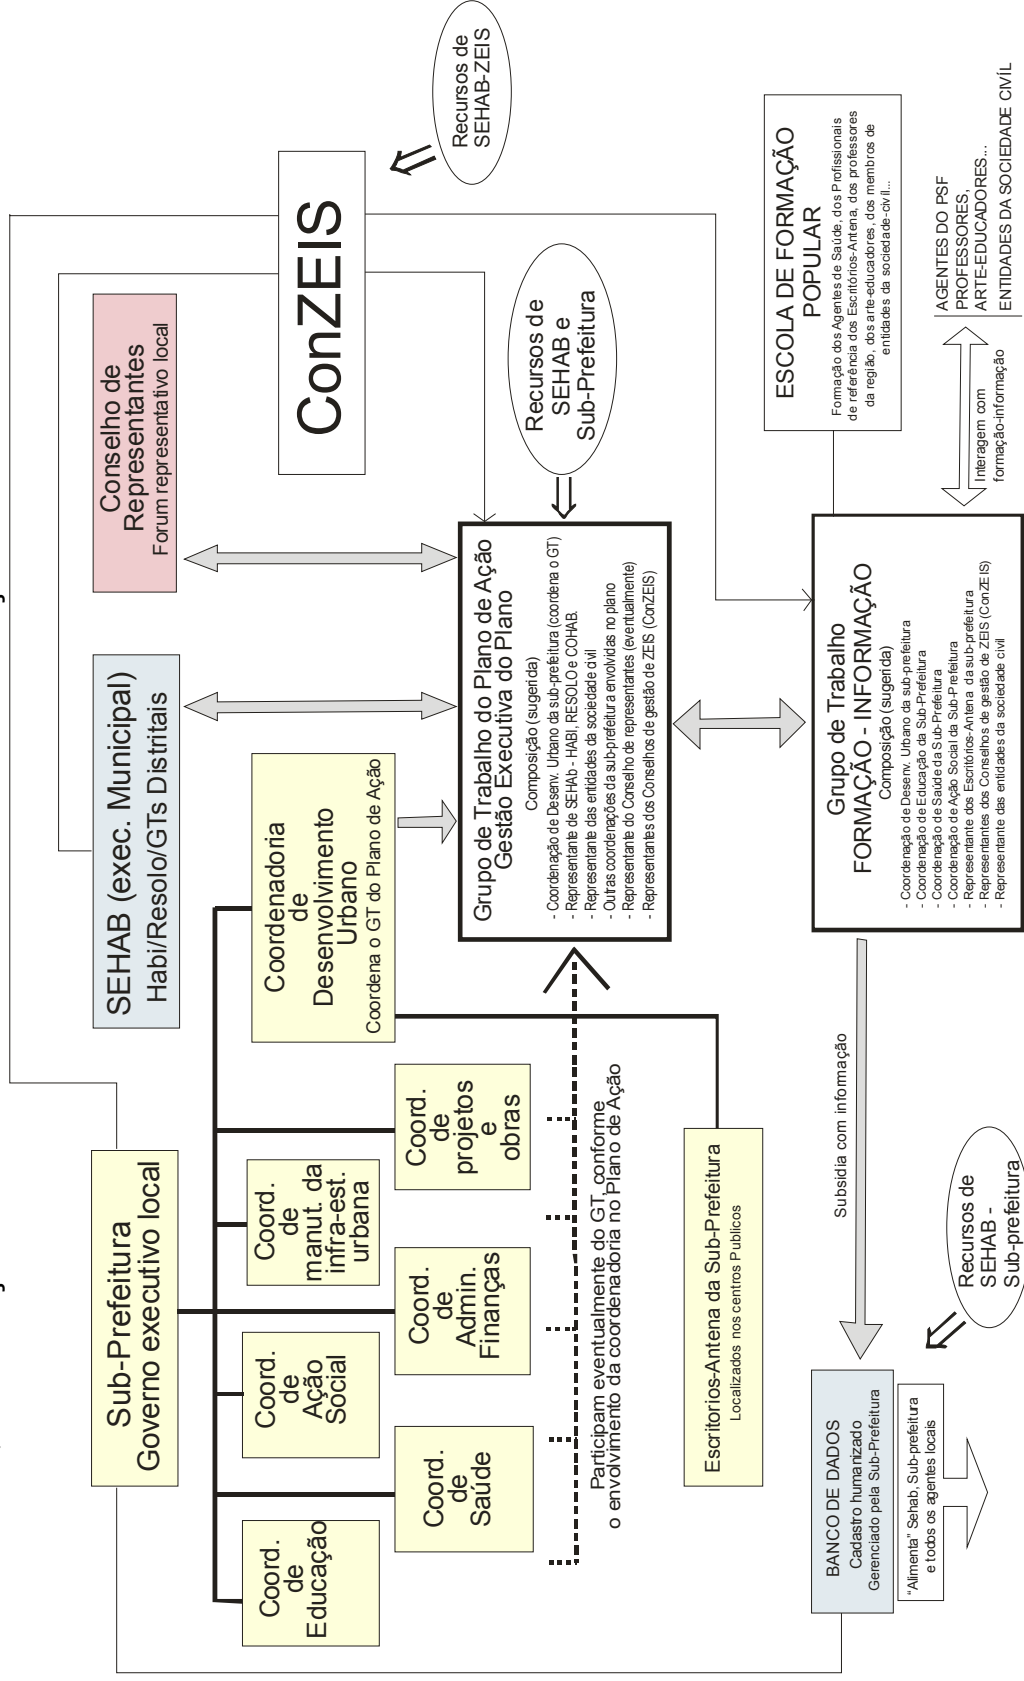 Sub-Prefeitura
Governo executivo local
SEHAB (exec. Municipal)
Habi/Resolo/GTs Distritais
Conselho de
Representantes
Forum representativo local
ConZEIS
Recursos de
SEHAB-ZEIS
Coord.
de
Educação
Coord.
de
Ação
Social
Coord.
de
manut. da
infra-est.
urbana
Coordenadoria
de
Desenvolvimento
Urbano
Coordena o GT do Plano de Ação
Coord.
de
Saúde
Coord.
de
Admin.
Finanças
Coord.
de
projetos
e
obras
Grupo de Trabalho do Plano de Ação
Gestão Executiva do Plano
Composição (sugerida)
- Coordenação de Desenv. Urbano da sub-prefeitura (coordena o GT)
- Representante de SEHAb - HABI, RESOLO e COHAB.
- Representante das entidades da sociedade civil
- Outras coordenações da sub-prefeitura envolvidas no plano
- Representante do Conselho de representantes (eventualmente)
- Representantes dos Conselhos de gestão de ZEIS (ConZEIS)
Recursos de
SEHAB e
Sub-Prefeitura
Participam eventualmente do GT, conforme
o envolvimento da coordenadoria no Plano de Ação
Escritorios-Antena da Sub-Prefeitura
Localizados nos centros Publicos
ESCOLA DE FORMAÇÃO
POPULAR
Formação dos Agentes de Saúde, dos Profissionais
de referência dos Escritórios-Antena, dos professores
da região, dos arte-educadores, dos membros de
entidades da sociedade-civíl...
BANCO DE DADOS
Cadastro humanizado
Gerenciado pela Sub-Prefeitura
"Alimenta" Sehab, Sub-prefeitura
e todos os agentes locais
Subsidia com informação
Recursos de
SEHAB -
Sub-prefeitura
Grupo de Trabalho
FORMAÇÃO - INFORMAÇÃO
Composição (sugerida)
- Coordenação de Desenv. Urbano da sub-prefeitura
- Coordenação de Educação da Sub-Prefeitura
- Coordenação de Saúde da Sub-Prefeitura
- Coordenação de Ação Social da Sub-Prefeitura
- Representante dos Escritórios-Antena da sub-prefeitura
- Representantes dos Conselhos de gestão de ZEIS (ConZEIS)
- Representante das entidades da sociedade civil
Interagem com
formação-informação
AGENTES DO PSF
PROFESSORES,
ARTE-EDUCADORES...
ENTIDADES DA SOCIEDADE CIVÍL